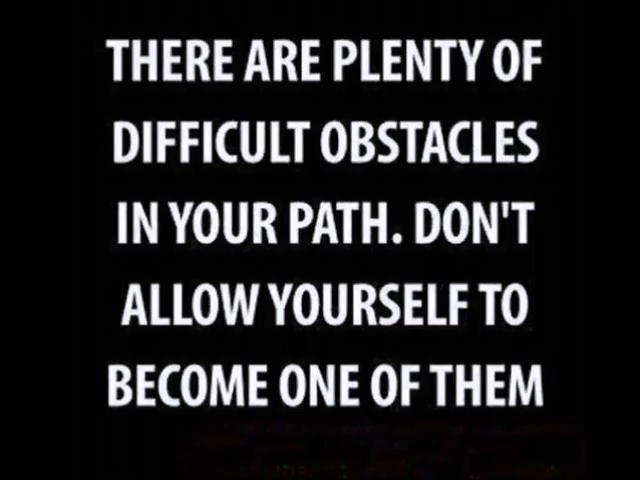 THERE ARE PLENTY OF
DIFFICULT OBSTACLES
IN YOUR PATH. DON'T
ALLOW YOURSELF TO
BECOME ONE OF THEM